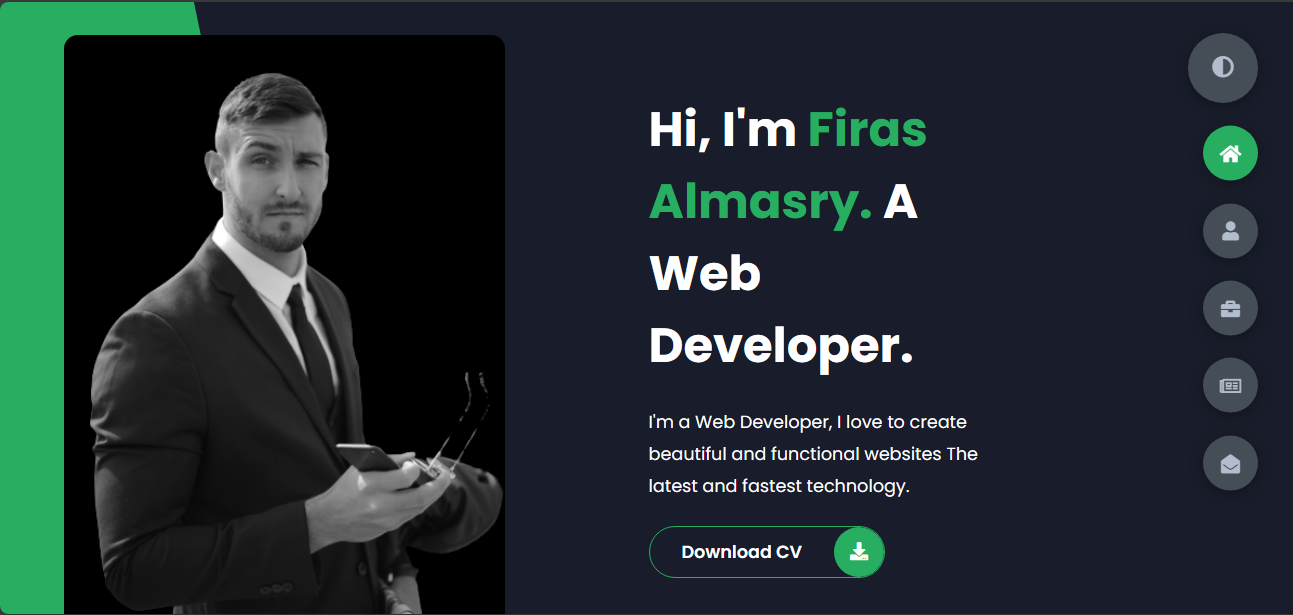 Hi, I'm Firas
Almasry. A
Web
Developer.
I'm a Web Developer, I love to create
beautiful and functional websites The
latest and fastest technology.
Download CV